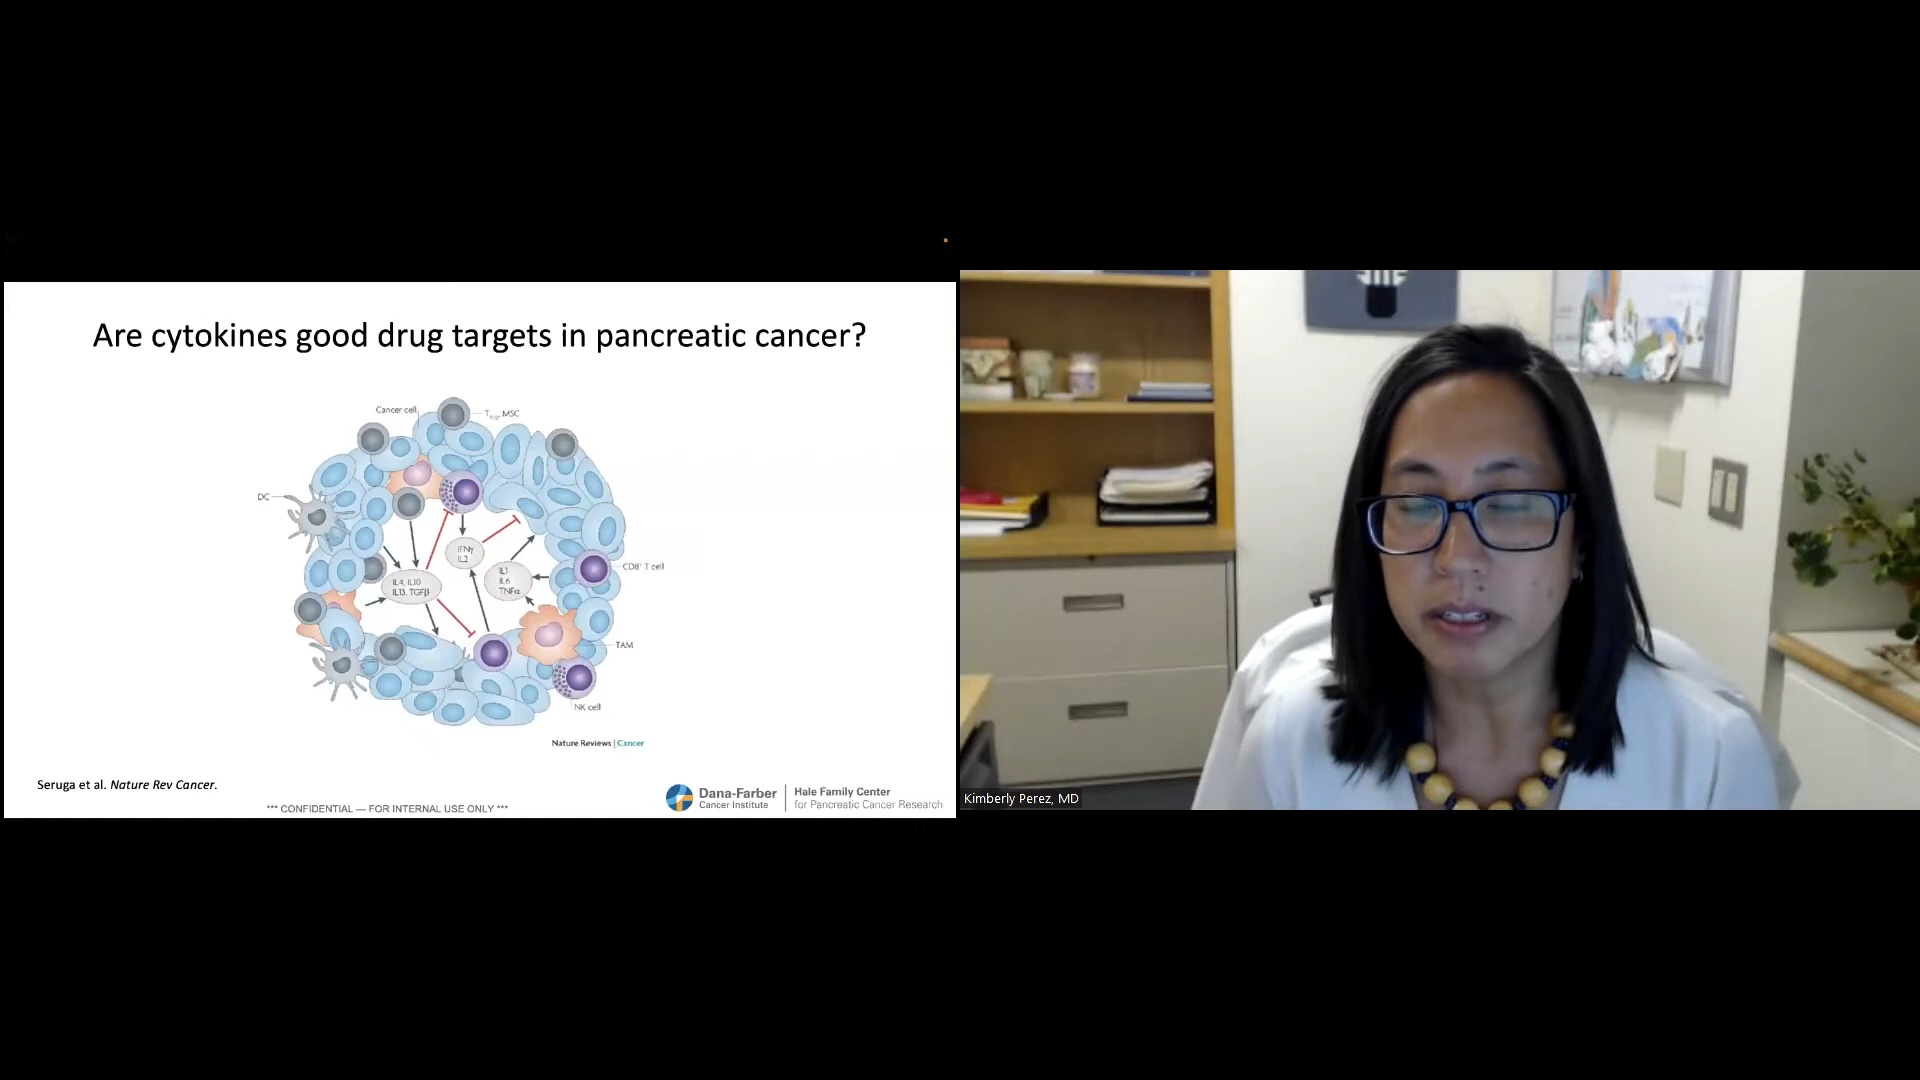 Are cytokines good drug targets in pancreatic cancer?
Cancer cell
Treg, MSC
DC
IFNγ
IL2
IL1
IL6
TNFα
IL4, IL10
IL13, TGFβ
CD8⁺ T cell
TAM
NK cell
Nature Reviews | Cancer
Seruga et al. Nature Rev Cancer.
*** CONFIDENTIAL — FOR INTERNAL USE ONLY ***
Dana-Farber
Cancer Institute
Hale Family Center
for Pancreatic Cancer Research
Kimberly Perez, MD